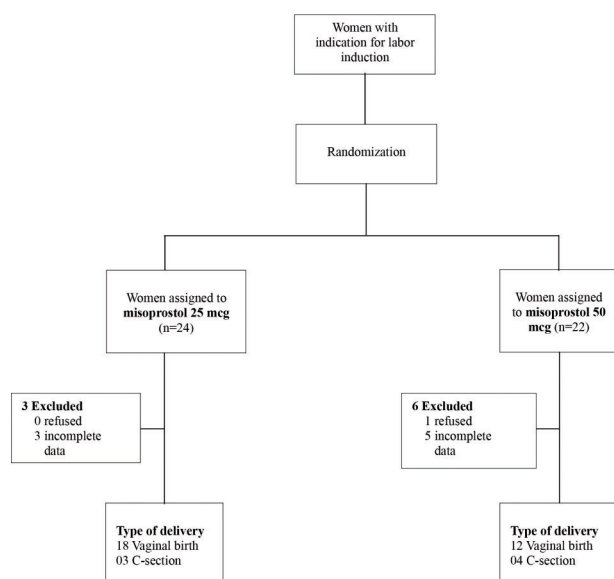 Women with
indication for labor
induction
Randomization
Women assigned to
misoprostol 25 mcg
(n=24)
Women assigned
to misoprostol 50
mcg (n=22)
3 Excluded
0 refused
3 incomplete
data
6 Excluded
1 refused
5 incomplete
data
Type of delivery
18 Vaginal birth
03 C-section
Type of delivery
12 Vaginal birth
04 C-section